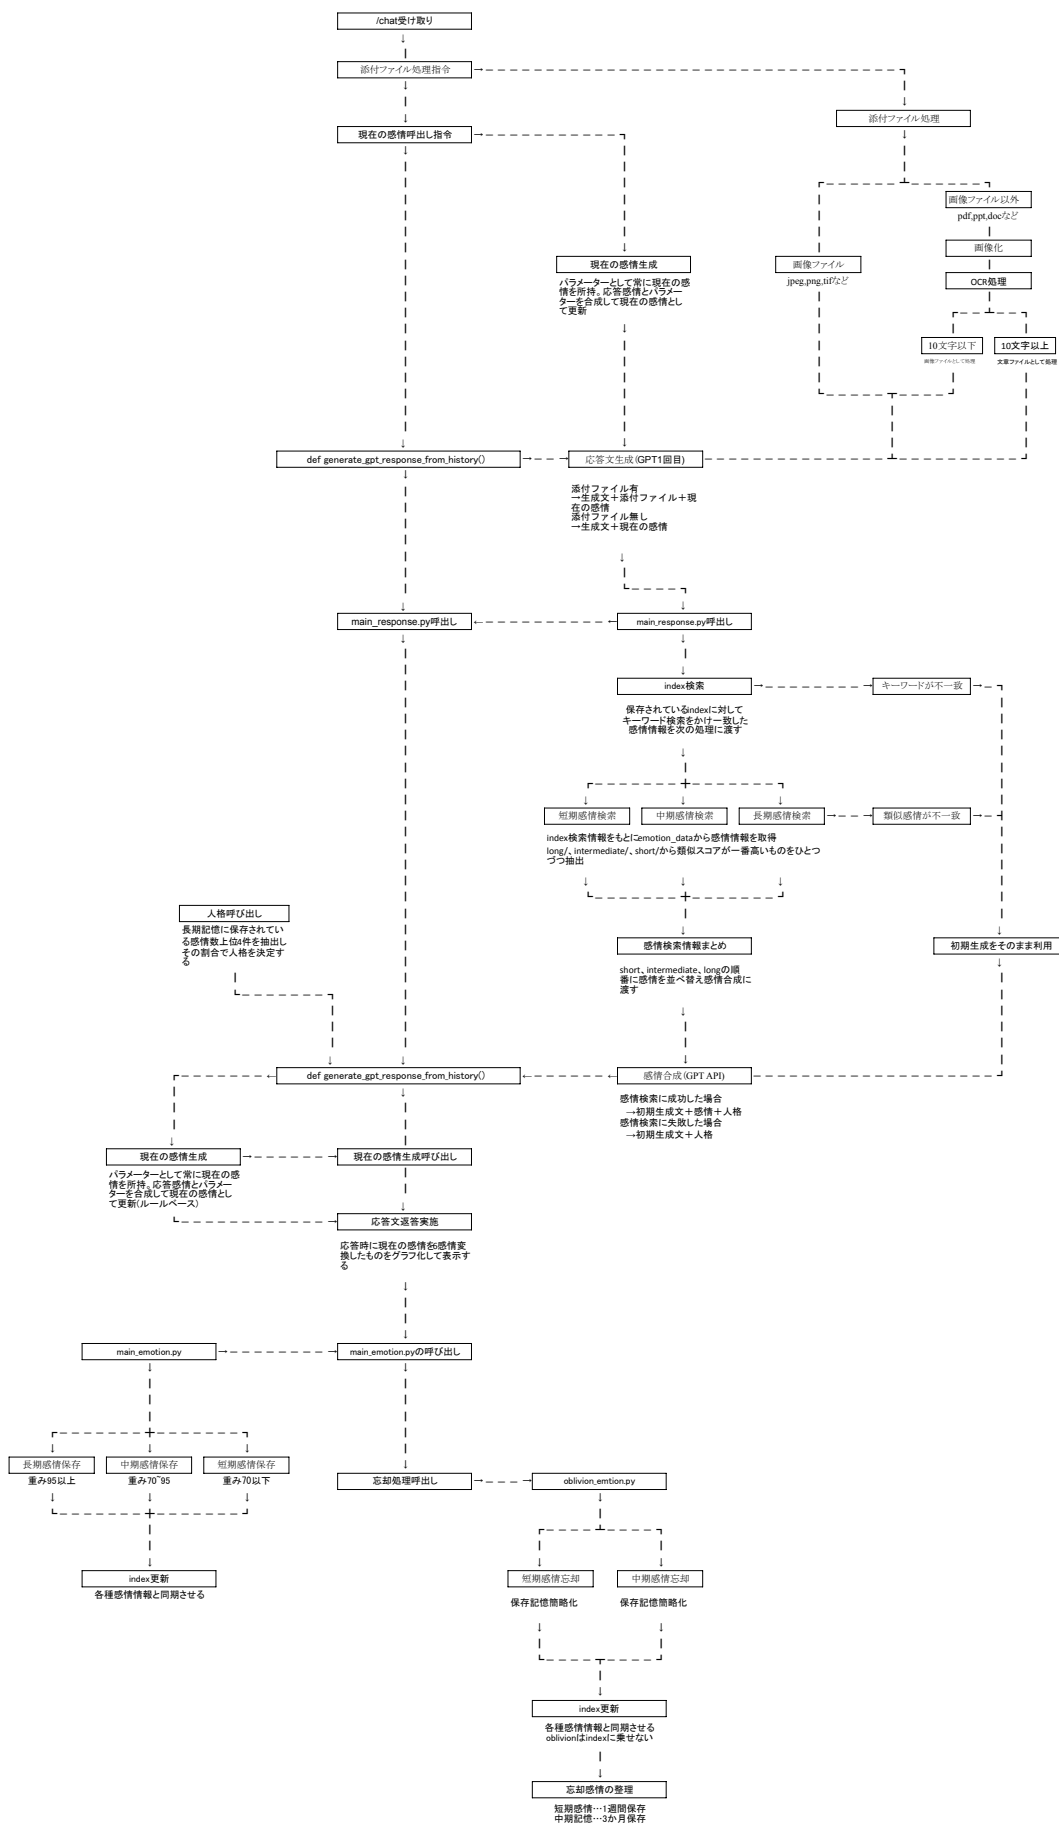 /chat受け取り
添付ファイル処理指令
添付ファイル処理
現在の感情呼出し指令
画像ファイル以外
pdf,ppt,docなど
画像化
現在の感情生成
パラメーターとして常に現在の感
情を所持。応答感情とパラメー
ターを合成して現在の感情とし
て更新
画像ファイル
jpeg,png,tifなど
OCR処理
10文字以下
画像ファイルとして処理
10文字以上
文章ファイルとして処理
def generate_gpt_response_from_history()
応答文生成(GPT1回目)
添付ファイル有
→生成文＋添付ファイル＋現
在の感情
添付ファイル無し
→生成文＋現在の感情
main_response.py呼出し
main_response.py呼出し
index検索
キーワードが不一致
保存されているindexに対して
キーワード検索をかけ一致した
感情情報を次の処理に渡す
短期感情検索
中期感情検索
長期感情検索
類似感情が不一致
index検索情報をもとにemotion_dataから感情情報を取得
long/、intermediate/、short/から類似スコアが一番高いものをひとつ
づつ抽出
人格呼び出し
長期記憶に保存されてい
る感情数上位4件を抽出し
その割合で人格を決定す
る
感情検索情報まとめ
初期生成をそのまま利用
short、intermediate、longの順
番に感情を並べ替え感情合成に
渡す
def generate_gpt_response_from_history()
感情合成(GPT API)
感情検索に成功した場合
→初期生成文＋感情＋人格
感情検索に失敗した場合
→初期生成文＋人格
現在の感情生成
現在の感情生成呼び出し
パラメーターとして常に現在の感
情を所持。応答感情とパラメー
ターを合成して現在の感情とし
て更新(ルールベース)
応答文返答実施
応答時に現在の感情を6感情変
換したものをグラフ化して表示す
る
main_emotion.py
main_emotion.pyの呼び出し
長期感情保存
中期感情保存
短期感情保存
重み95以上
重み70~95
重み70以下
忘却処理呼出し
oblivion_emtion.py
index更新
各種感情情報と同期させる
短期感情忘却
中期感情忘却
保存記憶簡略化
保存記憶簡略化
index更新
各種感情情報と同期させる
oblivionはindexに乗せない
忘却感情の整理
短期感情…1週間保存
中期記憶…3か月保存